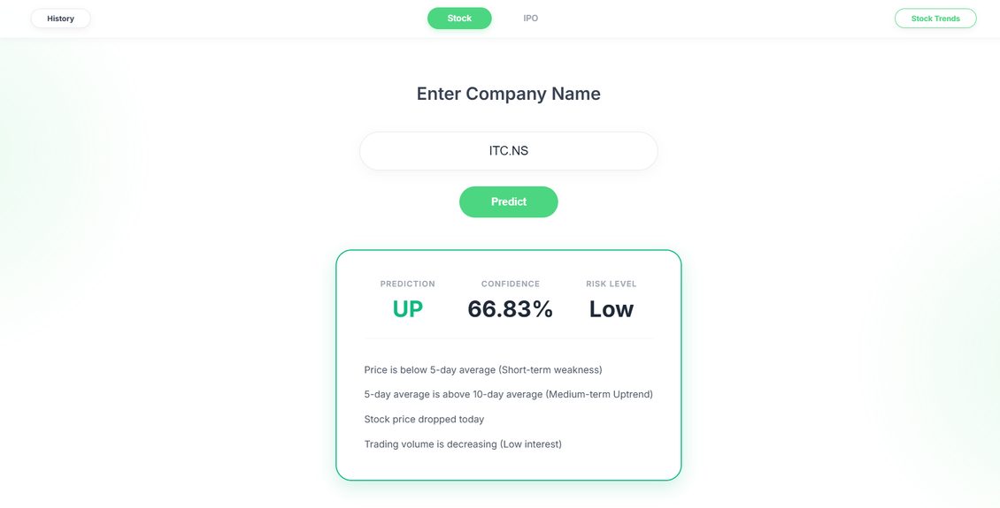 History
Stock
IPO
Stock Trends
Enter Company Name
ITC.NS
Predict
PREDICTION
CONFIDENCE
RISK LEVEL
UP
66.83%
Low
Price is below 5-day average (Short-term weakness)
5-day average is above 10-day average (Medium-term Uptrend)
Stock price dropped today
Trading volume is decreasing (Low interest)